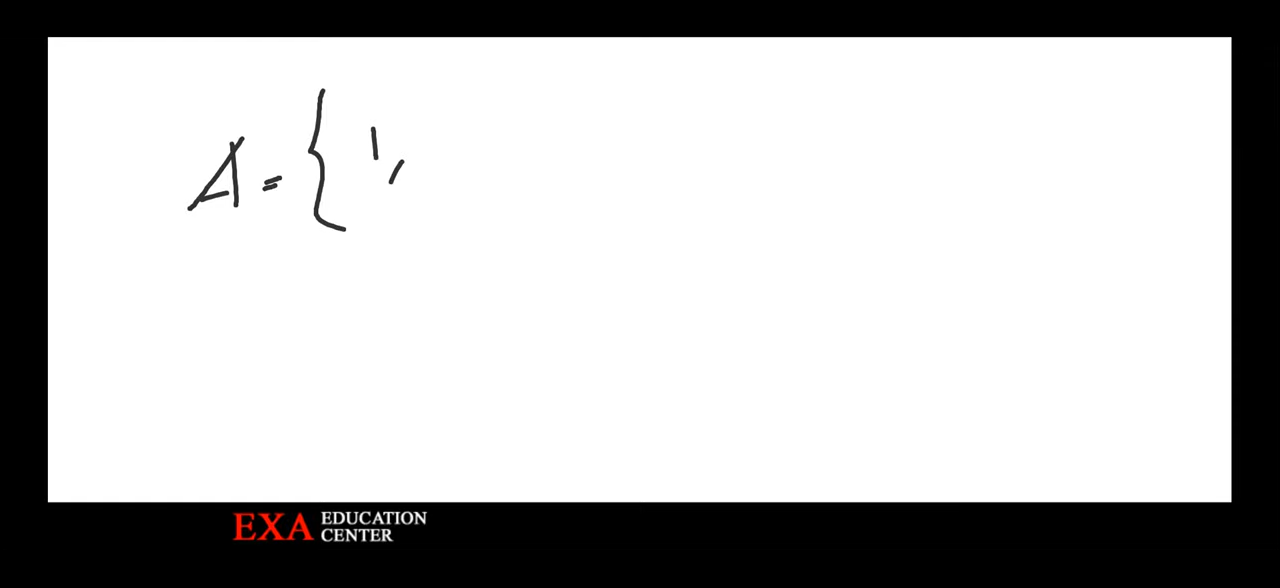 A = { 1,
EXA EDUCATION
CENTER